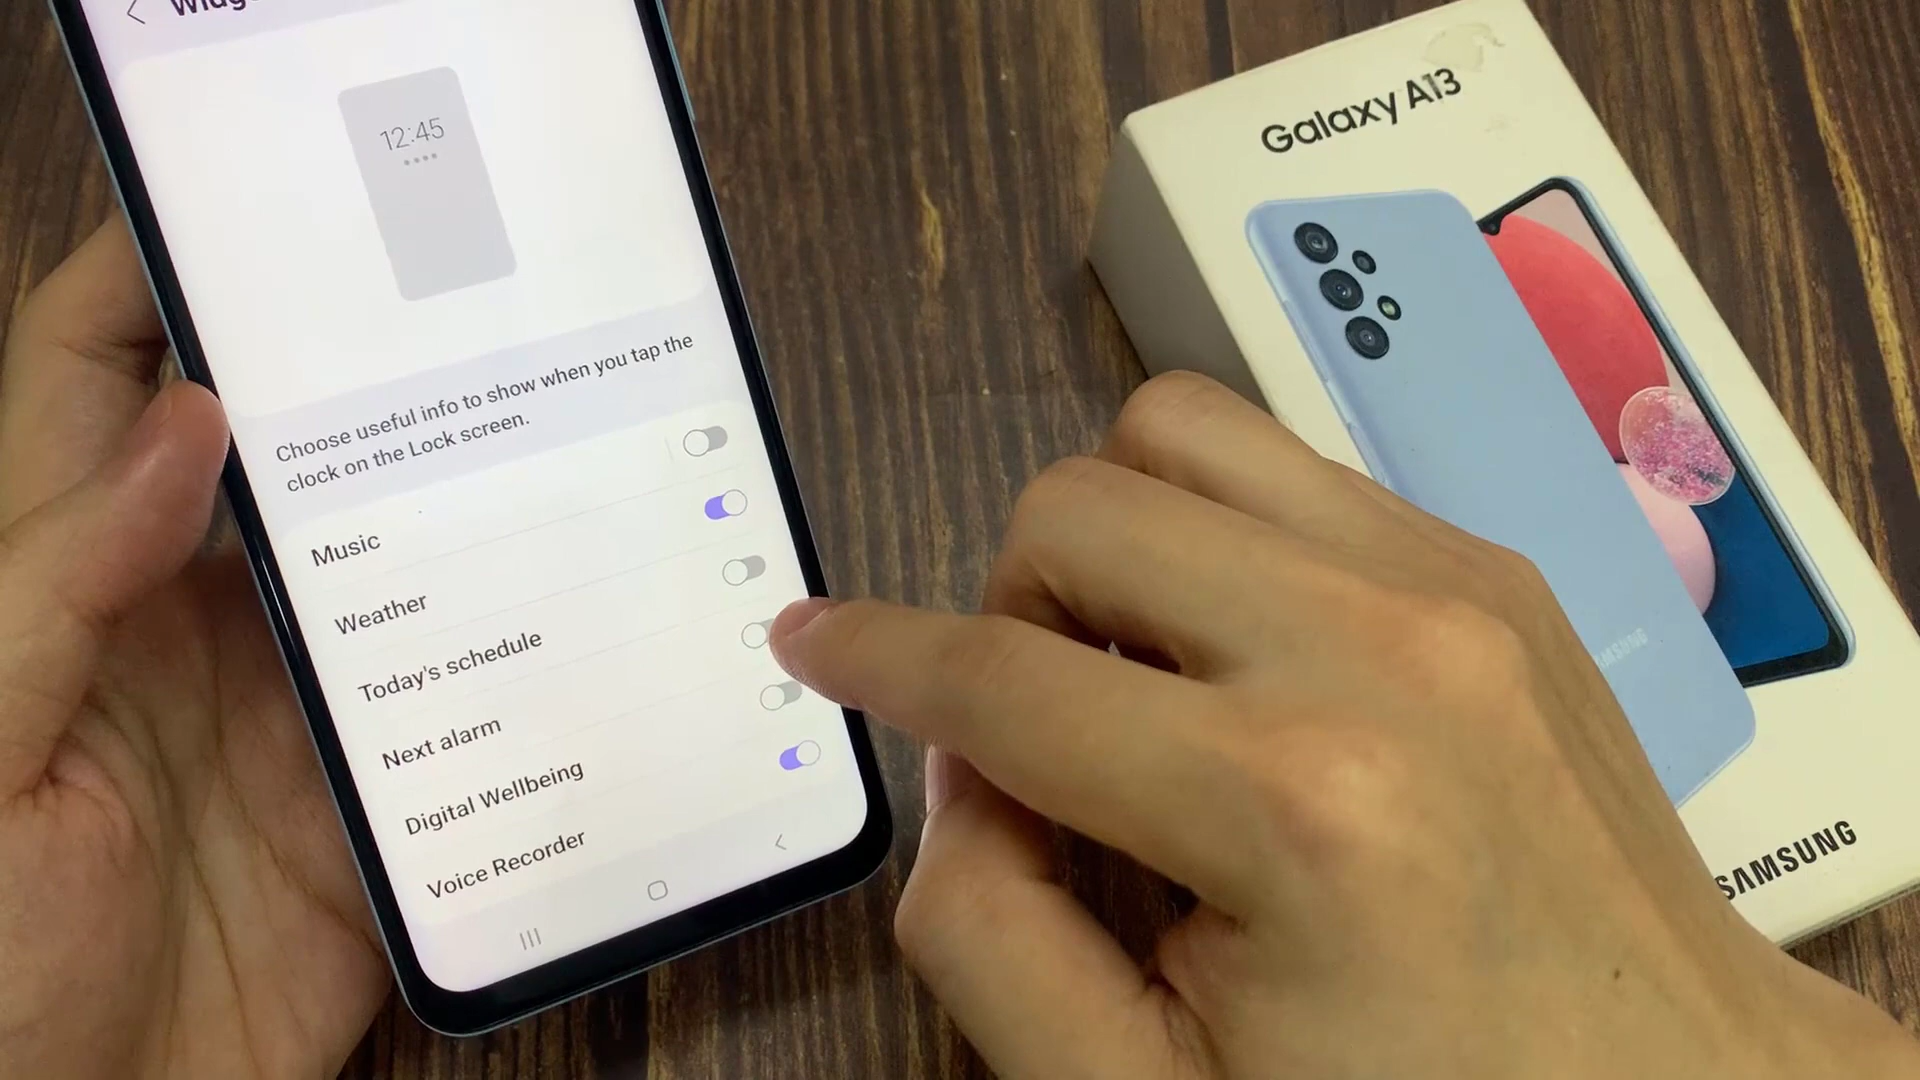 12:45
Choose useful info to show when you tap the
clock on the Lock screen.
Music
Weather
Today's schedule
Next alarm
Digital Wellbeing
Voice Recorder
Galaxy A13
SAMSUNG
SAMSUNG